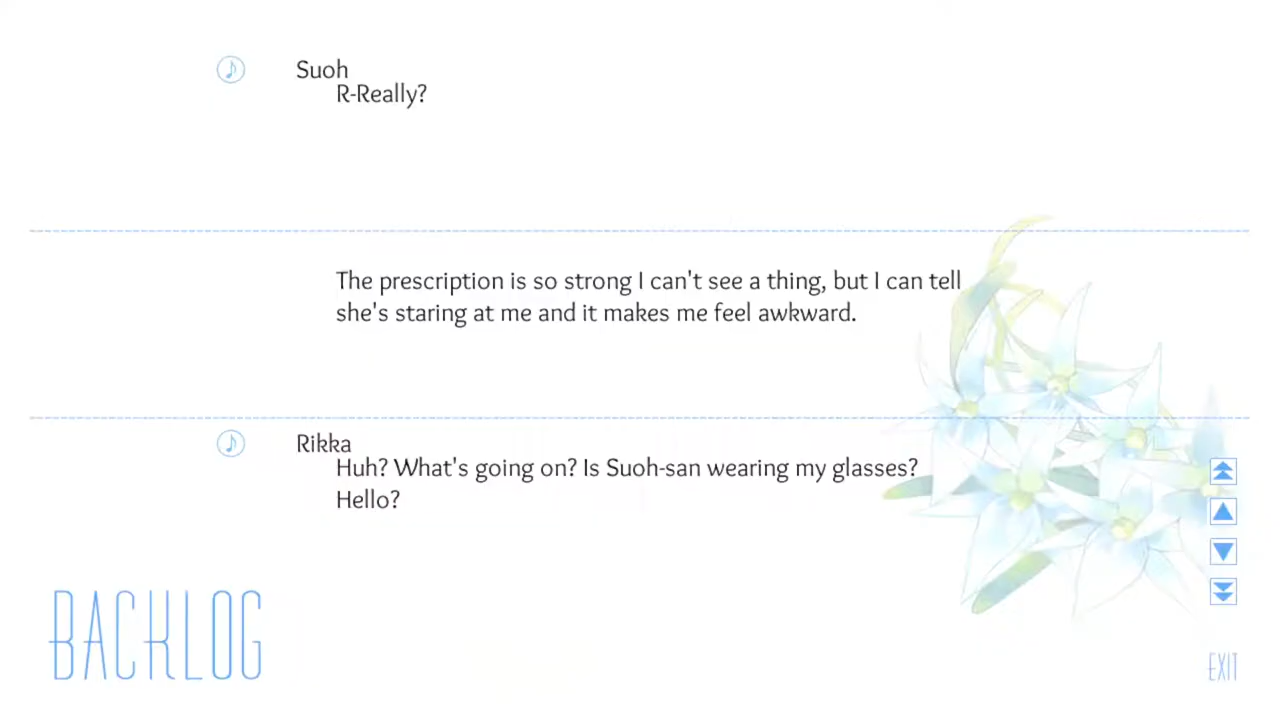 Suoh
R-Really?
The prescription is so strong I can't see a thing, but I can tell
she's staring at me and it makes me feel awkward.
Rikka
Huh? What's going on? Is Suoh-san wearing my glasses?
Hello?
BACKLOG
EXIT